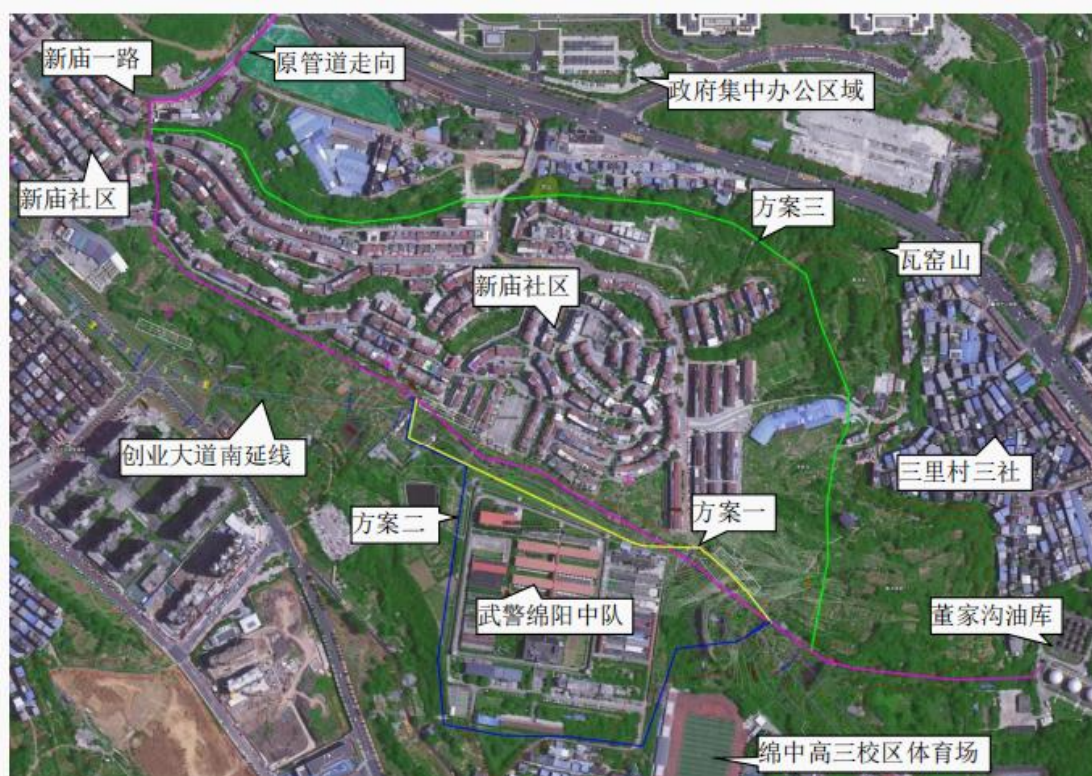 新庙一路
原管道走向
政府集中办公区域
新庙社区
方案三
瓦窑山
新庙社区
创业大道南延线
三里村三社
方案二
方案一
武警绵阳中队
董家沟油库
绵中高三校区体育场